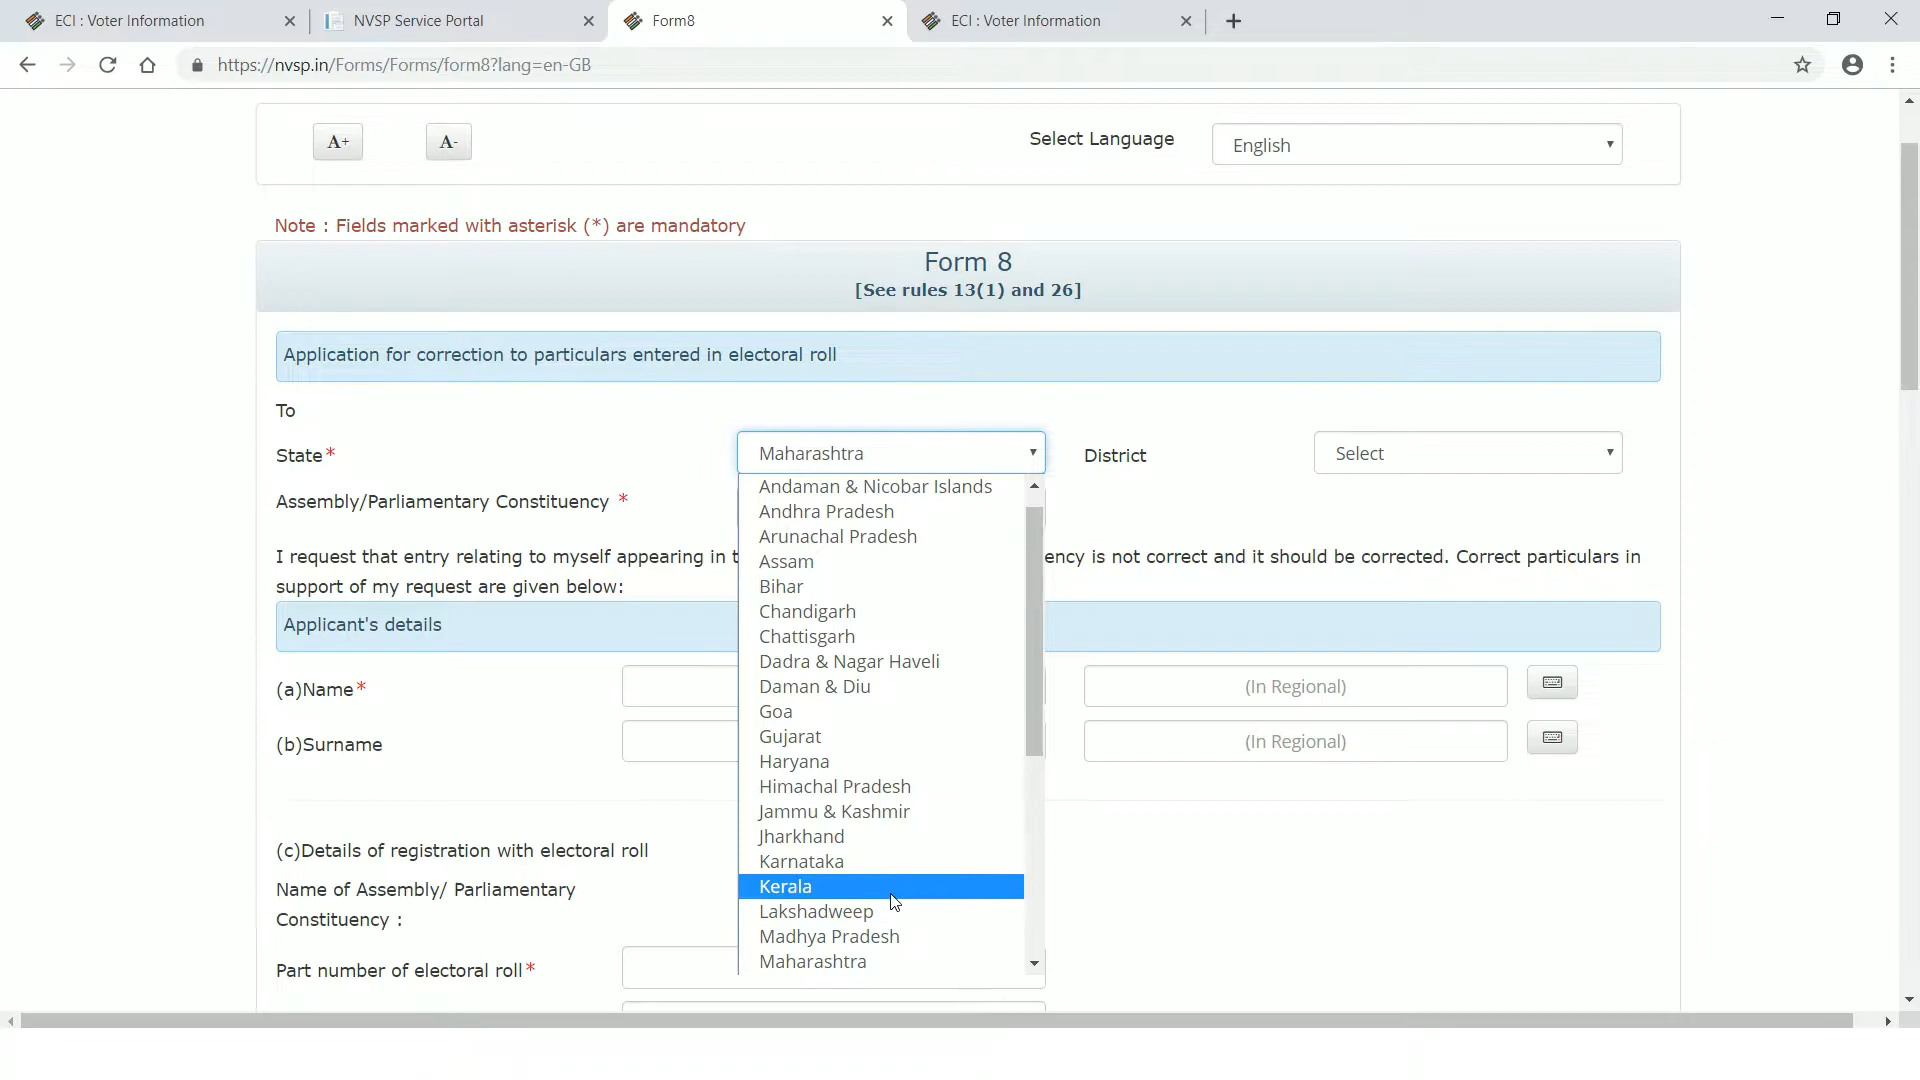 ECI : Voter Information
NVSP Service Portal
Form8
ECI : Voter Information
https://nvsp.in/Forms/Forms/form8?lang=en-GB
A+
A-
Select Language
English
Note : Fields marked with asterisk (*) are mandatory
Form 8
[See rules 13(1) and 26]
Application for correction to particulars entered in electoral roll
To
State*
Maharashtra
District
Select
Assembly/Parliamentary Constituency *
Andaman & Nicobar Islands
Andhra Pradesh
Arunachal Pradesh
Assam
Bihar
Chandigarh
Chattisgarh
Dadra & Nagar Haveli
Daman & Diu
Goa
Gujarat
Haryana
Himachal Pradesh
Jammu & Kashmir
Jharkhand
Karnataka
Kerala
Lakshadweep
Madhya Pradesh
Maharashtra
I request that entry relating to myself appearing in t ency is not correct and it should be corrected. Correct particulars in
support of my request are given below:
Applicant's details
(a)Name*
(In Regional)
(b)Surname
(In Regional)
(c)Details of registration with electoral roll
Name of Assembly/ Parliamentary
Constituency :
Part number of electoral roll*